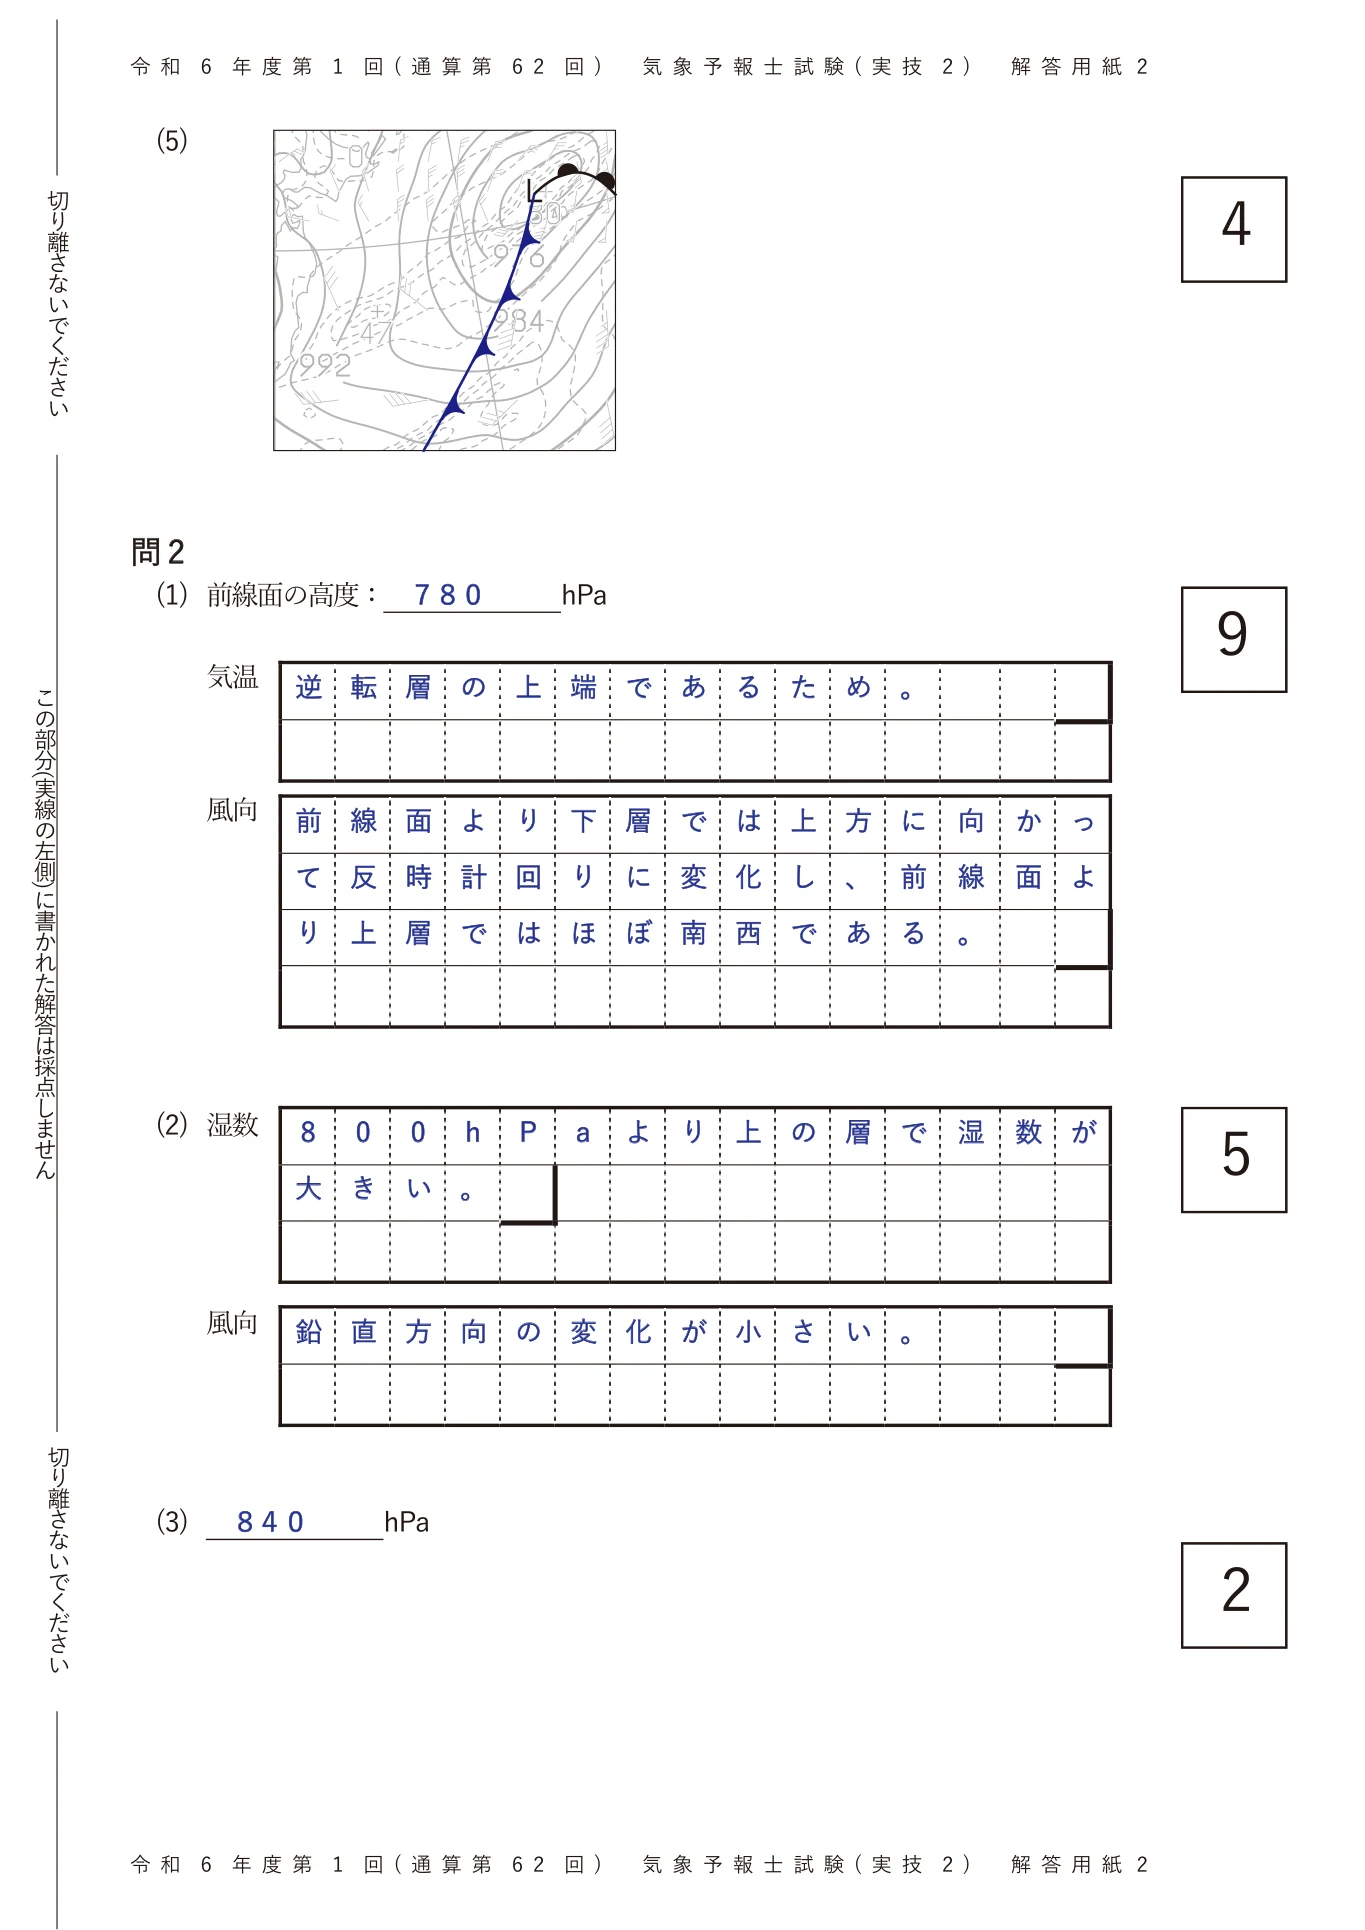 令和 6 年度第 1 回(通算第 62 回) 気象予報士試験(実技 2) 解答用紙 2
切り離さないでください
この部分(実線の左側)に書かれた解答は採点しません
切り離さないでください
(5)
L
976
984
47
992
4
問2
(1) 前線面の高度： 780 hPa
9
気温
逆転層の上端であるため。
風向
前線面より下層では上方に向かっ
て反時計回りに変化し、前線面よ
り上層ではほぼ南西である。
(2) 湿数
800hPaより上の層で湿数が
大きい。
5
風向
鉛直方向の変化が小さい。
(3) 840 hPa
2
令和 6 年度第 1 回(通算第 62 回) 気象予報士試験(実技 2) 解答用紙 2